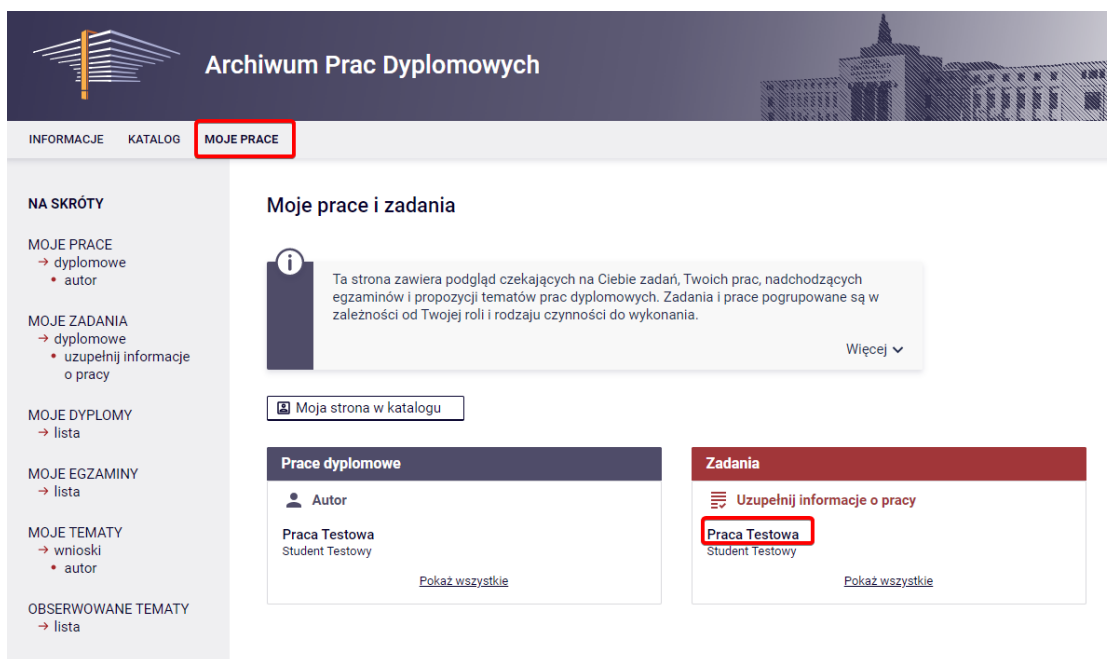 Archiwum Prac Dyplomowych
INFORMACJE KATALOG MOJE PRACE
NA SKRÓTY
MOJE PRACE
→ dyplomowe
• autor
MOJE ZADANIA
→ dyplomowe
• uzupełnij informacje
o pracy
MOJE DYPLOMY
→ lista
MOJE EGZAMINY
→ lista
MOJE TEMATY
→ wnioski
• autor
OBSERWOWANE TEMATY
→ lista
Moje prace i zadania
Ta strona zawiera podgląd czekających na Ciebie zadań, Twoich prac, nadchodzących
egzaminów i propozycji tematów prac dyplomowych. Zadania i prace pogrupowane są w
zależności od Twojej roli i rodzaju czynności do wykonania.
Więcej
Moja strona w katalogu
Prace dyplomowe
Autor
Praca Testowa
Student Testowy
Pokaż wszystkie
Zadania
Uzupełnij informacje o pracy
Praca Testowa
Student Testowy
Pokaż wszystkie